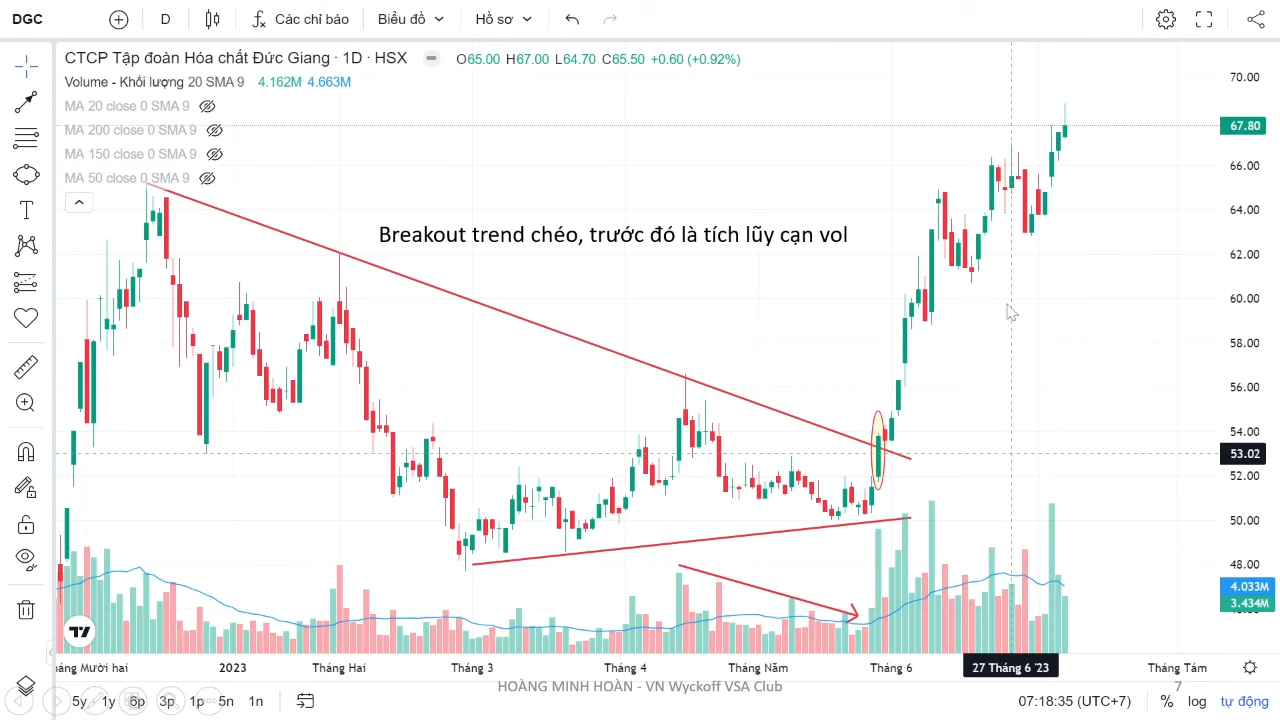 DGC D Các chỉ báo Biểu đồ Hồ sơ
CTCP Tập đoàn Hóa chất Đức Giang · 1D · HSX O65.00 H67.00 L64.70 C65.50 +0.60 (+0.92%)
Volume - Khối lượng 20 SMA 9 4.162M 4.663M
MA 20 close 0 SMA 9
MA 200 close 0 SMA 9
MA 150 close 0 SMA 9
MA 50 close 0 SMA 9
Breakout trend chéo, trước đó là tích lũy cạn vol
70.00
67.80
66.00
64.00
62.00
60.00
58.00
56.00
54.00
53.02
52.00
50.00
48.00
4.033M
3.434M
háng Mười hai 2023 Tháng Hai Tháng 3 Tháng 4 Tháng Năm Tháng 6 27 Tháng 6 '23 Tháng Tám
HOÀNG MINH HOÀN - VN Wyckoff VSA Club 7
5y 1y 6p 3p 1p 5n 1n 07:18:35 (UTC+7) % log tự động